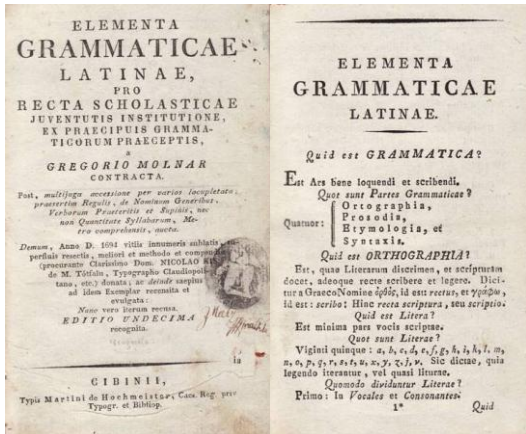 ELEMENTA
GRAMMATICAE
LATINAE,
PRO
RECTA SCHOLASTICAE
JUVENTUTIS INSTITUTIONE,
EX PRAECIPUIS GRAMMA-
TICORUM PRAECEPTIS,
a
GREGORIO MOLNAR
CONTRACTA.
Post, multijuga accessione per varios locupletata,
praesertim Regulis, de Nominum Generibus,
Verborum Praeteritis et Supinis, nec
non Quantitate Syllabarum, Me-
tro comprehensis, aucta.
Demum, Anno D. 1694 vitiis innumeris sublatis
perfluis resectis, meliori et methodo et
(procurante Clarissimo Dom. NICOLAO
de M. Tótfalu, Typographo Claudiopoli-
tano, etc.) donata: ac deinde saepius
ad idem Exemplar recensita et
evulgata:
Nunc vero iterum recusa.
EDITIO UNDECIMA
recognita.
CIBINII,
Typis Martini de Hochmeister, Caes. Reg. priv.
Typogr. et Bibliop.
ELEMENTA
GRAMMATICAE
LATINAE.
Quid est GRAMMATICA?
Est Ars bene loquendi et scribendi.
Quot sunt Partes Grammaticae?
Quatuor: Ortographia,
Prosodia,
Etymologia, et
Syntaxis.
Quid est ORTHOGRAPHIA?
Est, quae Literarum discrimen, et scripturam
docet, adeoque recte scribere et legere. Dici-
tur a Graeco Nomine ὀρθὸς, id est: rectus, et γράφω,
id est: scribo: Hinc recta scriptura, seu scriptio.
Quid est Litera?
Est minima pars vocis scriptae.
Quot sunt Literae?
Viginti quinque: a, b, c, d, e, f, g, h, i, k, l, m,
n, o, p, q, r, s, t, u, x, y, z, j, v. Sic dictae, quia
legendo iterantur, vel quasi liturae.
Quomodo dividuntur Literae?
Primo: In Vocales et Consonantes.
1* Quid